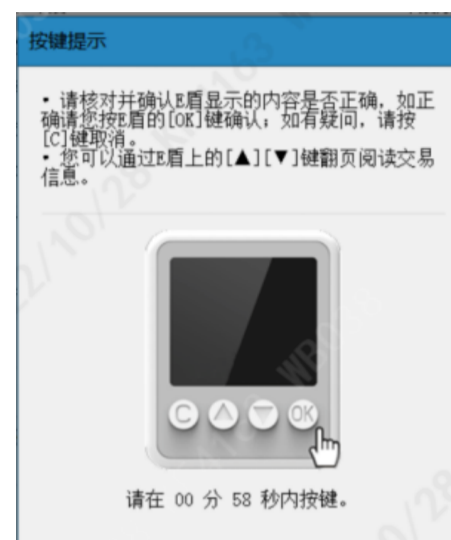 按键提示
• 请核对并确认E盾显示的内容是否正确，如正
确请您按E盾的[OK]键确认；如有疑问，请按
[C]键取消。
• 您可以通过E盾上的[▲][▼]键翻页阅读交易
信息。
C
OK
请在 00 分 58 秒内按键。